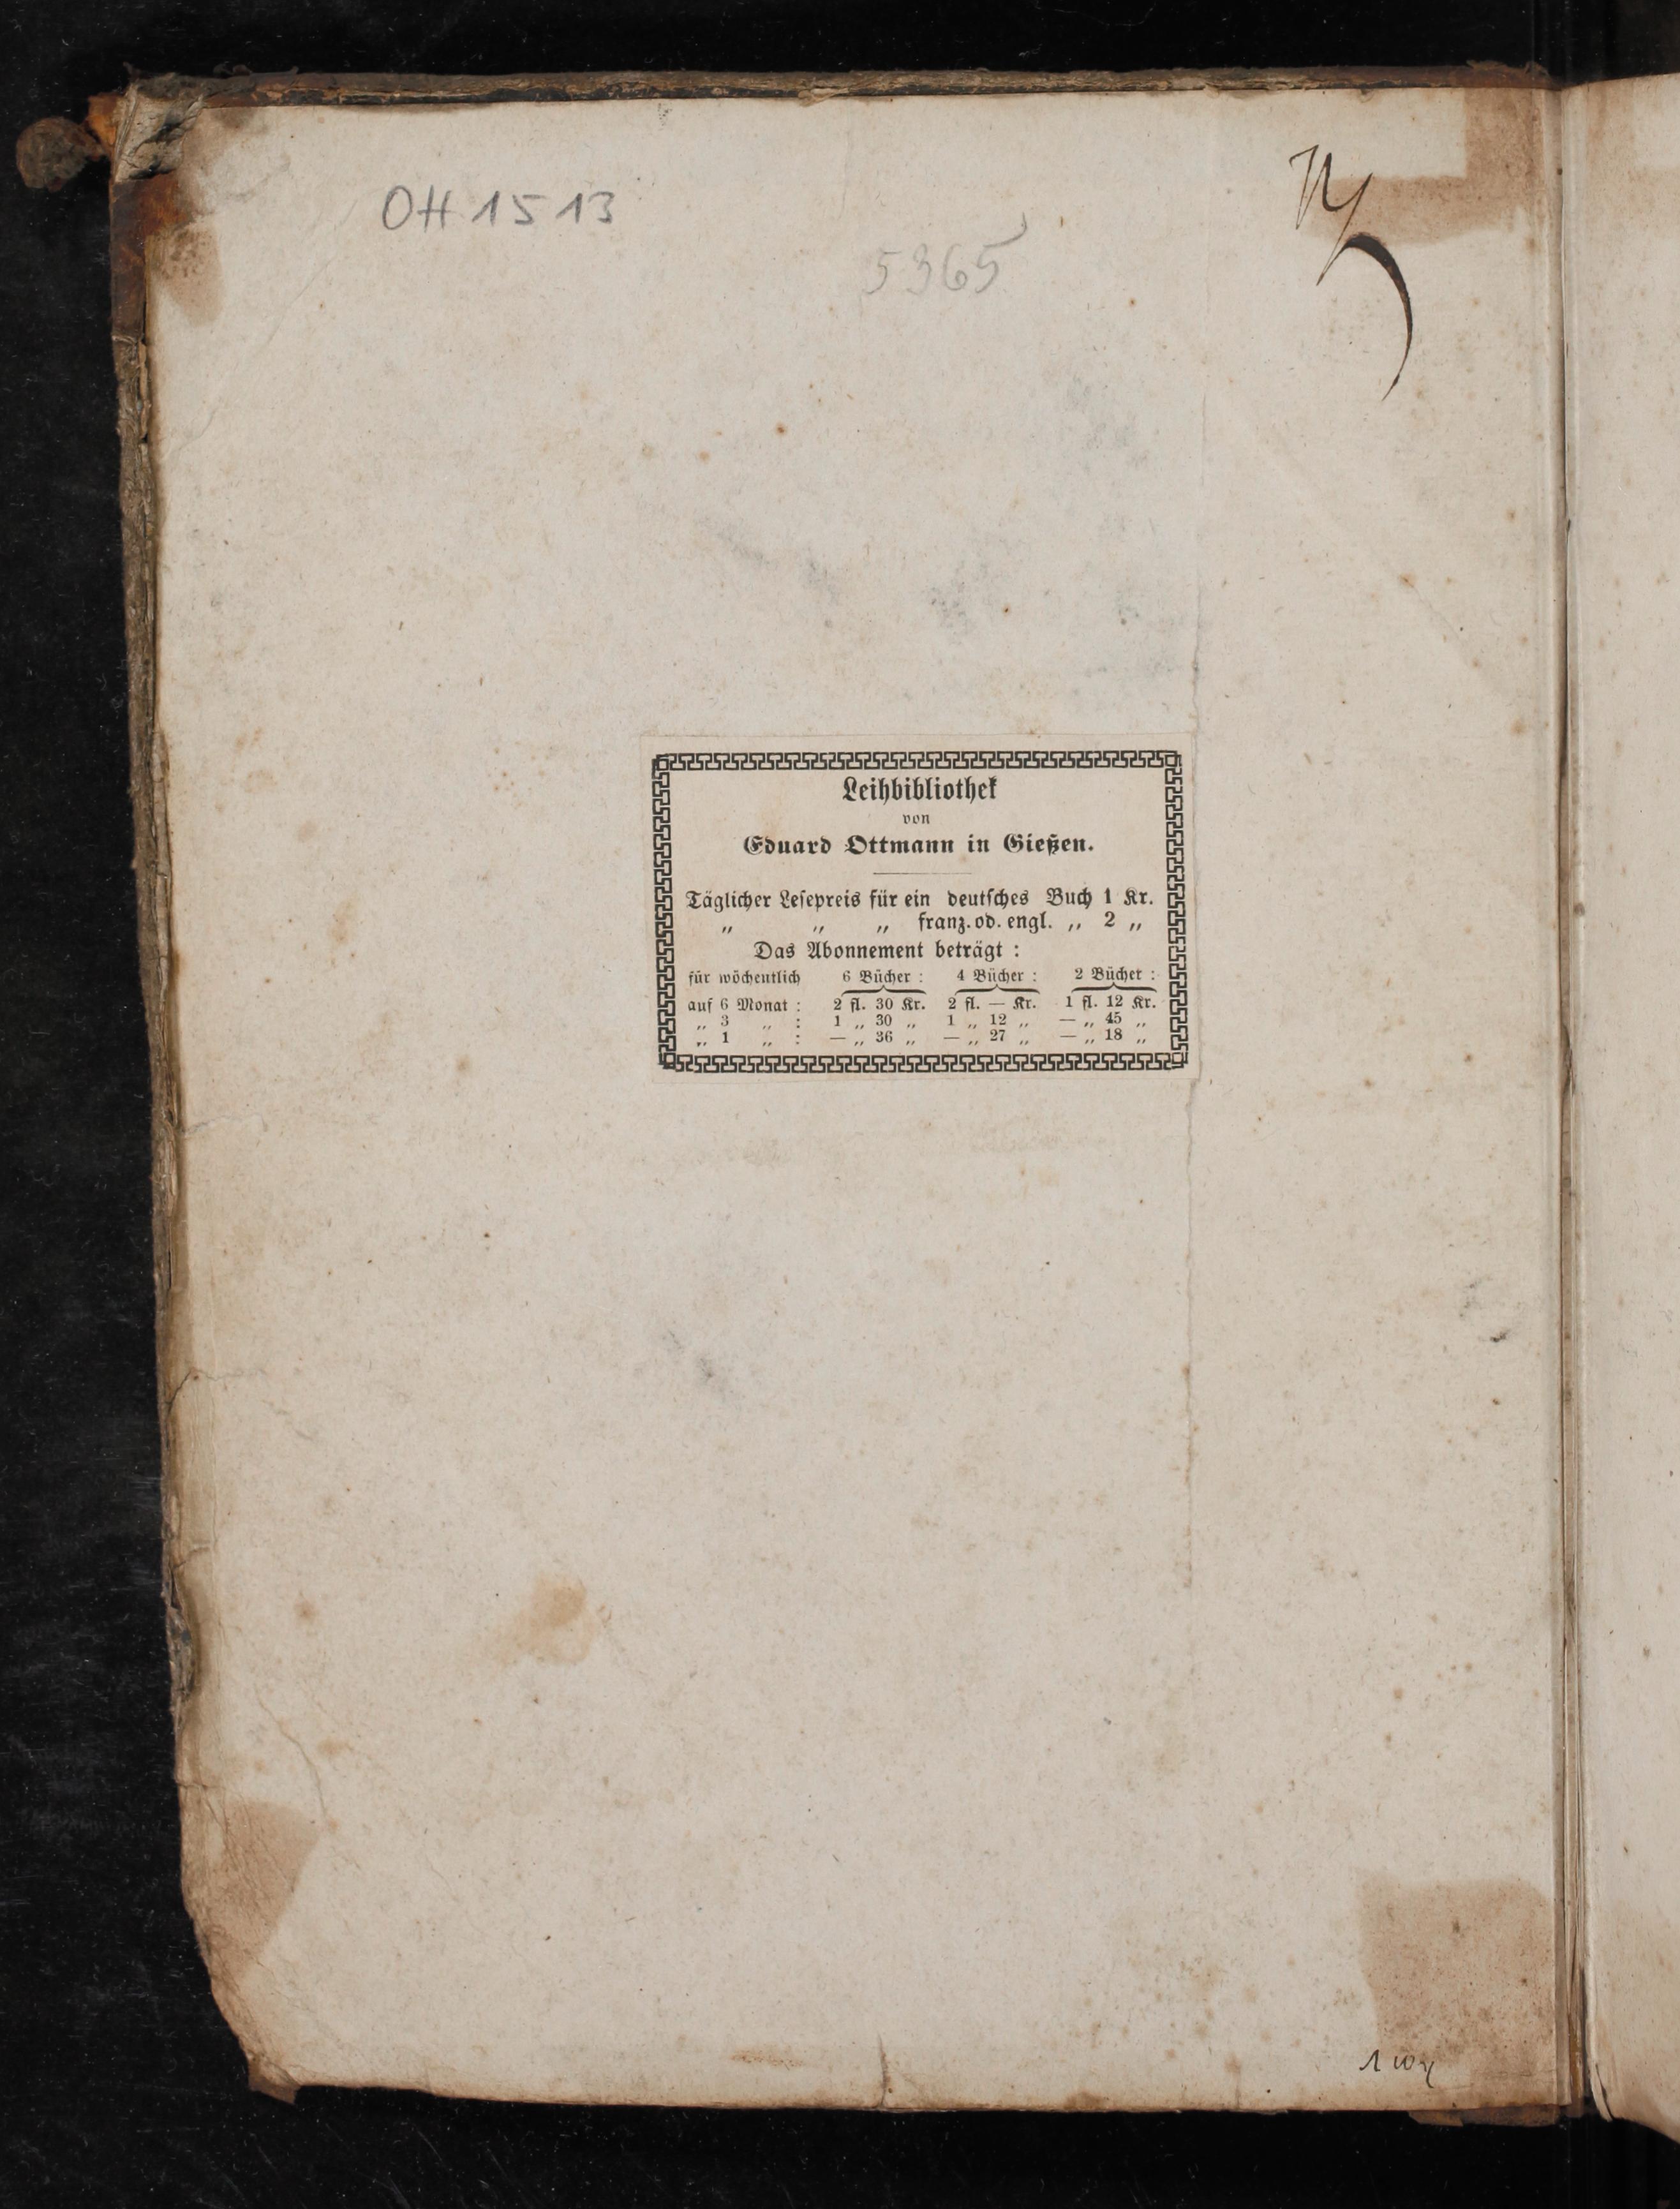 OH 1513
5365
Leihbibliothek
von
Eduard Ottmann in Gießen.
Täglicher Lesepreis für ein deutsches Buch 1 Kr.
„ „ „ franz. od. engl. „ 2 „
Das Abonnement beträgt :
für wöchentlich 6 Bücher : 4 Bücher : 2 Bücher :
auf 6 Monat : 2 fl. 30 Kr. 2 fl. — Kr. 1 fl. 12 Kr.
„ 3 „ : 1 „ 30 „ 1 „ 12 „ — „ 45 „
„ 1 „ : — „ 36 „ — „ 27 „ — „ 18 „